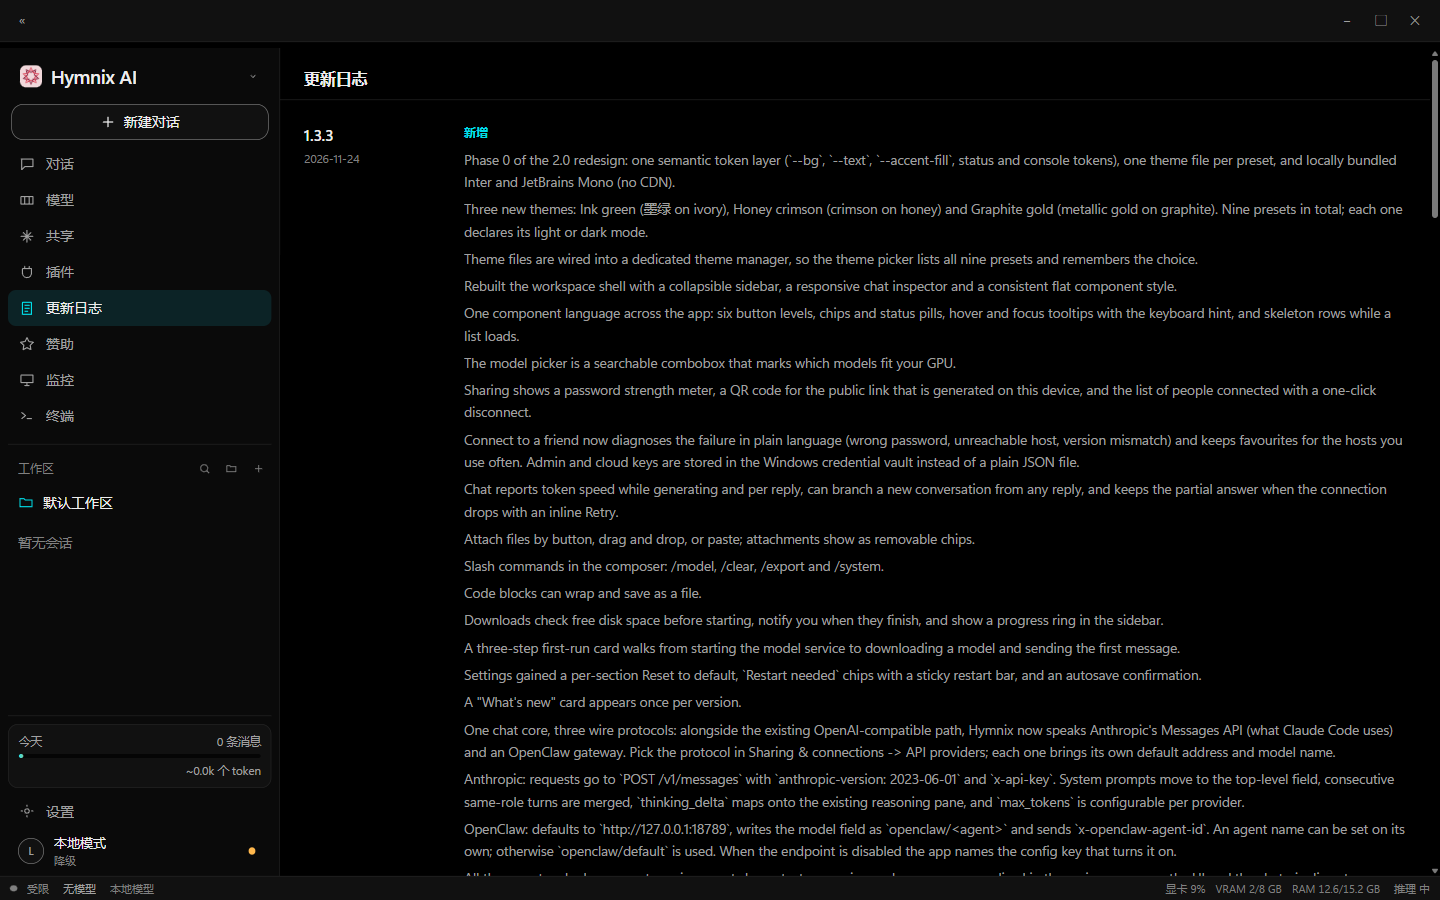 «
Hymnix AI
新建对话
对话
模型
共享
插件
更新日志
赞助
监控
终端
工作区
默认工作区
暂无会话
今天
0 条消息
~0.0k 个 token
设置
L
本地模式
降级
更新日志
1.3.3
2026-11-24
新增
Phase 0 of the 2.0 redesign: one semantic token layer (`--bg`, `--text`, `--accent-fill`, status and console tokens), one theme file per preset, and locally bundled
Inter and JetBrains Mono (no CDN).
Three new themes: Ink green (墨绿 on ivory), Honey crimson (crimson on honey) and Graphite gold (metallic gold on graphite). Nine presets in total; each one
declares its light or dark mode.
Theme files are wired into a dedicated theme manager, so the theme picker lists all nine presets and remembers the choice.
Rebuilt the workspace shell with a collapsible sidebar, a responsive chat inspector and a consistent flat component style.
One component language across the app: six button levels, chips and status pills, hover and focus tooltips with the keyboard hint, and skeleton rows while a
list loads.
The model picker is a searchable combobox that marks which models fit your GPU.
Sharing shows a password strength meter, a QR code for the public link that is generated on this device, and the list of people connected with a one-click
disconnect.
Connect to a friend now diagnoses the failure in plain language (wrong password, unreachable host, version mismatch) and keeps favourites for the hosts you
use often. Admin and cloud keys are stored in the Windows credential vault instead of a plain JSON file.
Chat reports token speed while generating and per reply, can branch a new conversation from any reply, and keeps the partial answer when the connection
drops with an inline Retry.
Attach files by button, drag and drop, or paste; attachments show as removable chips.
Slash commands in the composer: /model, /clear, /export and /system.
Code blocks can wrap and save as a file.
Downloads check free disk space before starting, notify you when they finish, and show a progress ring in the sidebar.
A three-step first-run card walks from starting the model service to downloading a model and sending the first message.
Settings gained a per-section Reset to default, `Restart needed` chips with a sticky restart bar, and an autosave confirmation.
A "What's new" card appears once per version.
One chat core, three wire protocols: alongside the existing OpenAI-compatible path, Hymnix now speaks Anthropic's Messages API (what Claude Code uses)
and an OpenClaw gateway. Pick the protocol in Sharing & connections -> API providers; each one brings its own default address and model name.
Anthropic: requests go to `POST /v1/messages` with `anthropic-version: 2023-06-01` and `x-api-key`. System prompts move to the top-level field, consecutive
same-role turns are merged, `thinking_delta` maps onto the existing reasoning pane, and `max_tokens` is configurable per provider.
OpenClaw: defaults to `http://127.0.0.1:18789`, writes the model field as `openclaw/<agent>` and sends `x-openclaw-agent-id`. An agent name can be set on its
own; otherwise `openclaw/default` is used. When the endpoint is disabled the app names the config key that turns it on.
受限
无模型
本地模型
显卡 9%
VRAM 2/8 GB
RAM 12.6/15.2 GB
推理 中